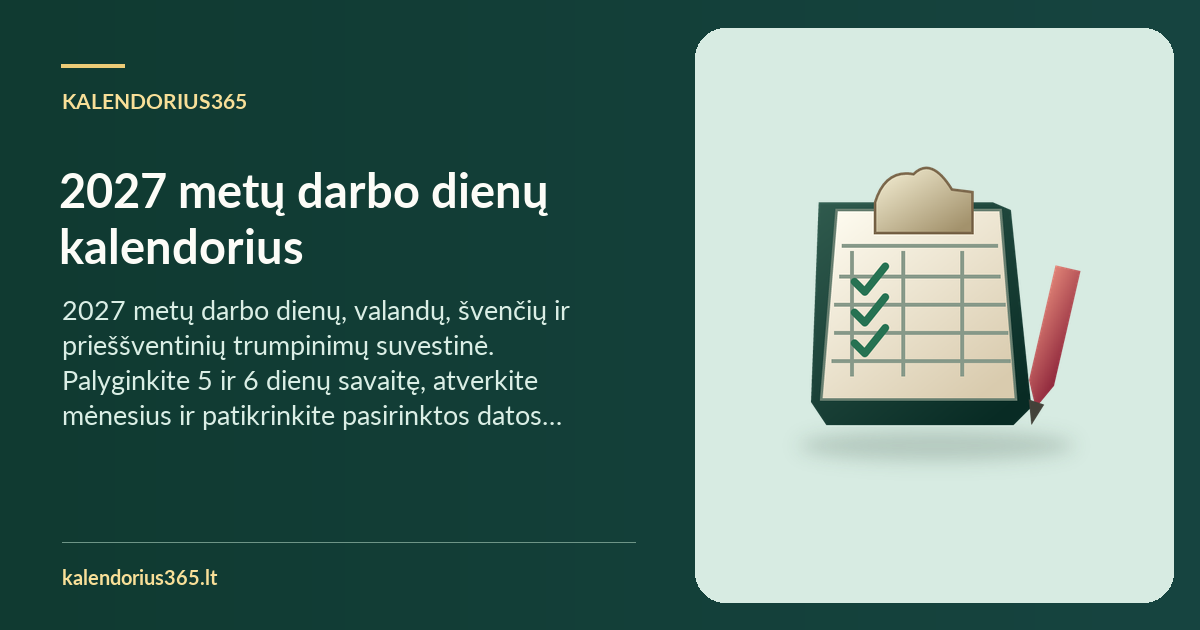 KALENDORIUS365
2027 metų darbo dienų
kalendorius
2027 metų darbo dienų, valandų, švenčių ir
prieššventinių trumpinimų suvestinė.
Palyginkite 5 ir 6 dienų savaitę, atverkite
mėnesius ir patikrinkite pasirinktos datos...
kalendorius365.lt